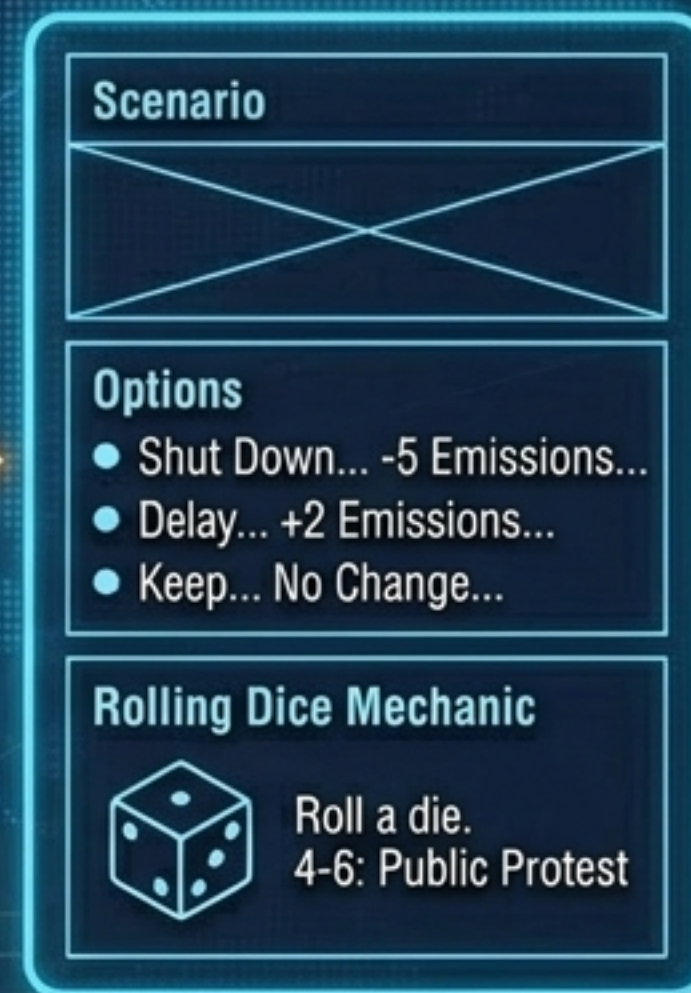 Scenario
Options
Shut Down... -5 Emissions...
Delay... +2 Emissions...
Keep... No Change...
Rolling Dice Mechanic
Roll a die.
4-6: Public Protest